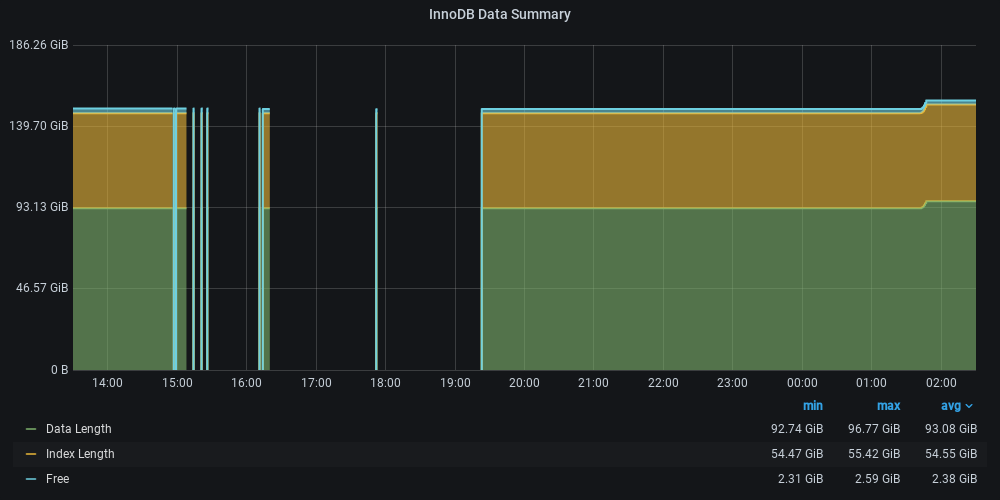 InnoDB Data Summary
186.26 GiB
139.70 GiB
93.13 GiB
46.57 GiB
0 B
14:00 15:00 16:00 17:00 18:00 19:00 20:00 21:00 22:00 23:00 00:00 01:00 02:00
min max avg
Data Length 92.74 GiB 96.77 GiB 93.08 GiB
Index Length 54.47 GiB 55.42 GiB 54.55 GiB
Free 2.31 GiB 2.59 GiB 2.38 GiB